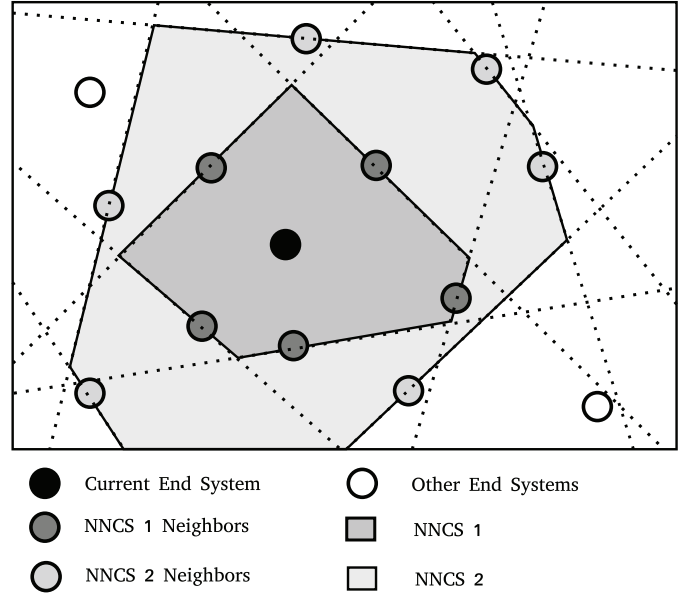 Current End System
Other End Systems
NNCS 1 Neighbors
NNCS 1
NNCS 2 Neighbors
NNCS 2